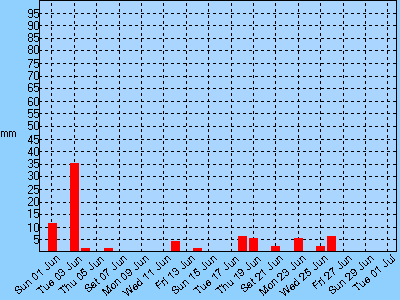 95
90
85
80
75
70
65
60
55
50
mm
45
40
35
30
25
20
15
10
5
Sun 01 Jun
Tue 03 Jun
Thu 05 Jun
Sat 07 Jun
Mon 09 Jun
Wed 11 Jun
Fri 13 Jun
Sun 15 Jun
Tue 17 Jun
Thu 19 Jun
Sat 21 Jun
Mon 23 Jun
Wed 25 Jun
Fri 27 Jun
Sun 29 Jun
Tue 01 Jul